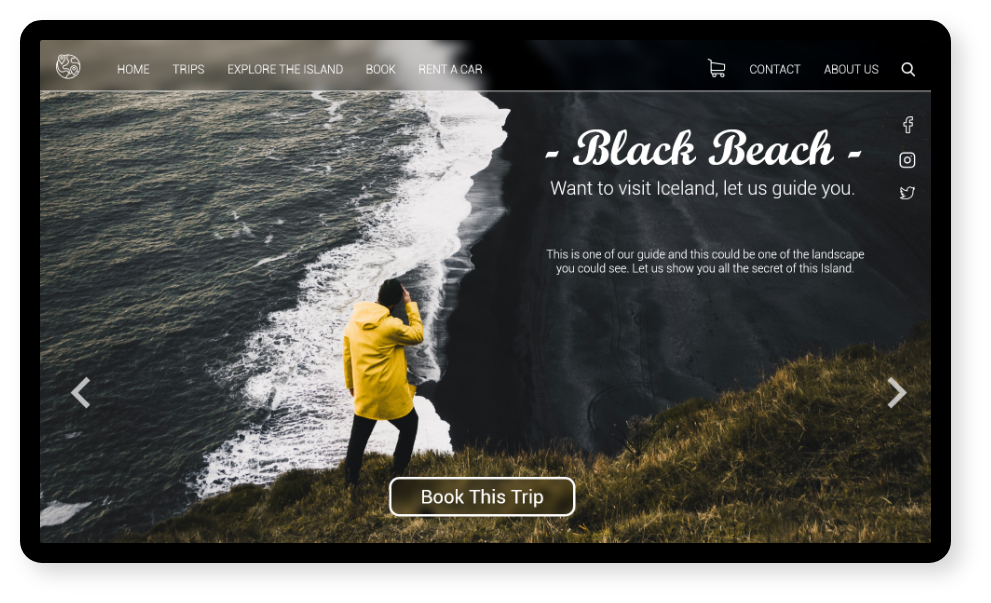 HOME TRIPS EXPLORE THE ISLAND BOOK RENT A CAR CONTACT ABOUT US
- Black Beach -
Want to visit Iceland, let us guide you.
This is one of our guide and this could be one of the landscape
you could see. Let us show you all the secret of this Island.
Book This Trip